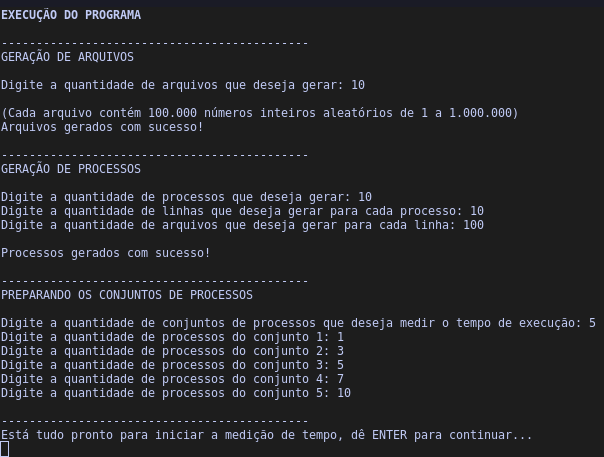 EXECUÇÃO DO PROGRAMA
--------------------------------------------
GERAÇÃO DE ARQUIVOS
Digite a quantidade de arquivos que deseja gerar: 10
(Cada arquivo contém 100.000 números inteiros aleatórios de 1 a 1.000.000)
Arquivos gerados com sucesso!
--------------------------------------------
GERAÇÃO DE PROCESSOS
Digite a quantidade de processos que deseja gerar: 10
Digite a quantidade de linhas que deseja gerar para cada processo: 10
Digite a quantidade de arquivos que deseja gerar para cada linha: 100
Processos gerados com sucesso!
--------------------------------------------
PREPARANDO OS CONJUNTOS DE PROCESSOS
Digite a quantidade de conjuntos de processos que deseja medir o tempo de execução: 5
Digite a quantidade de processos do conjunto 1: 1
Digite a quantidade de processos do conjunto 2: 3
Digite a quantidade de processos do conjunto 3: 5
Digite a quantidade de processos do conjunto 4: 7
Digite a quantidade de processos do conjunto 5: 10
--------------------------------------------
Está tudo pronto para iniciar a medição de tempo, dê ENTER para continuar...